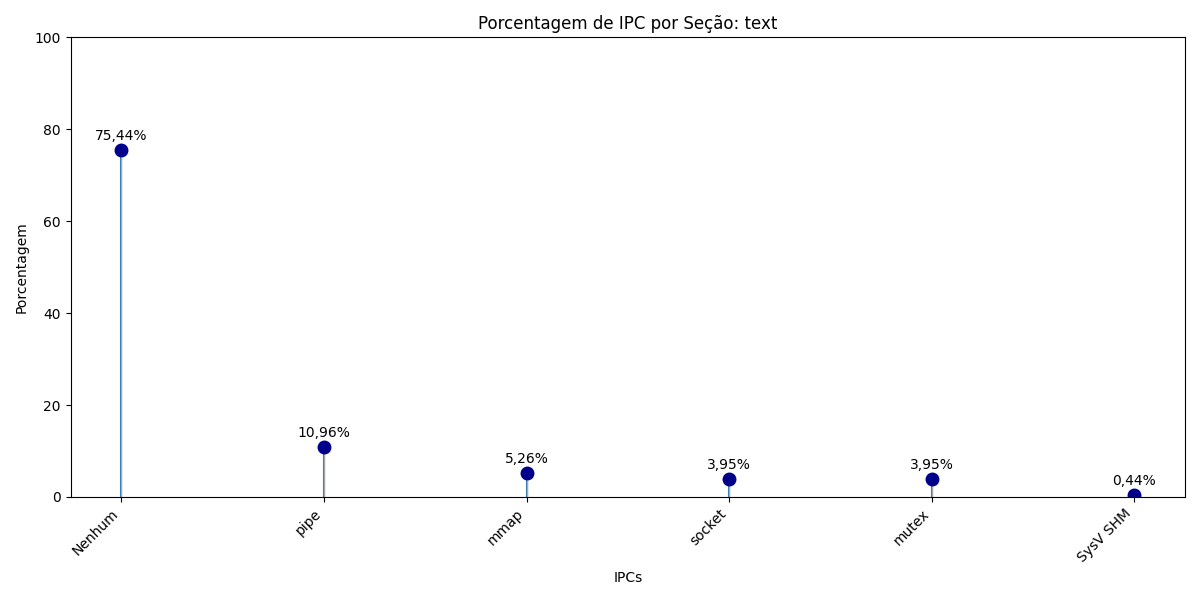 Porcentagem de IPC por Seção: text
100
80
60
40
20
0
Porcentagem
75,44%
10,96%
5,26%
3,95%
3,95%
0,44%
Nenhum
pipe
mmap
socket
mutex
SysV SHM
IPCs